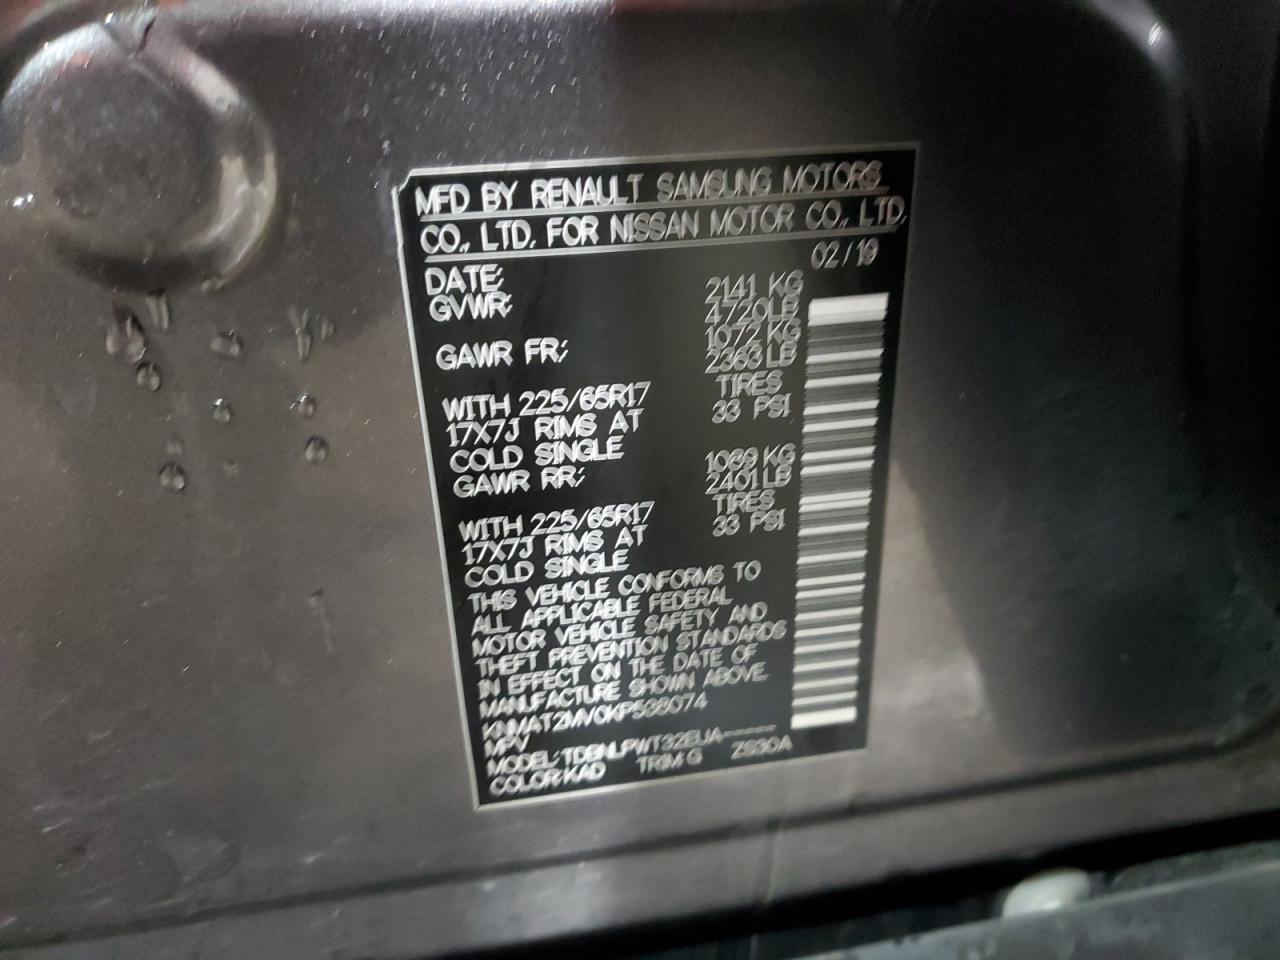 MFD BY RENAULT SAMSUNG MOTORS
CO., LTD. FOR NISSAN MOTOR CO., LTD.
DATE: 02/19
GVWR: 2141 KG
4720LB
GAWR FR: 1072 KG
2363 LB
WITH 225/65R17 TIRES
17X7J RIMS AT 33 PSI
COLD SINGLE
GAWR RR: 1089 KG
2401LB
WITH 225/65R17 TIRES
17X7J RIMS AT 33 PSI
COLD SINGLE
THIS VEHICLE CONFORMS TO
ALL APPLICABLE FEDERAL
MOTOR VEHICLE SAFETY AND
THEFT PREVENTION STANDARDS
IN EFFECT ON THE DATE OF
MANUFACTURE SHOWN ABOVE.
KNMAT2MV0KP538074
MPV
MODEL: TDBNLPWT32EUA-----
COLOR:KAD TRIM:G ZS30A